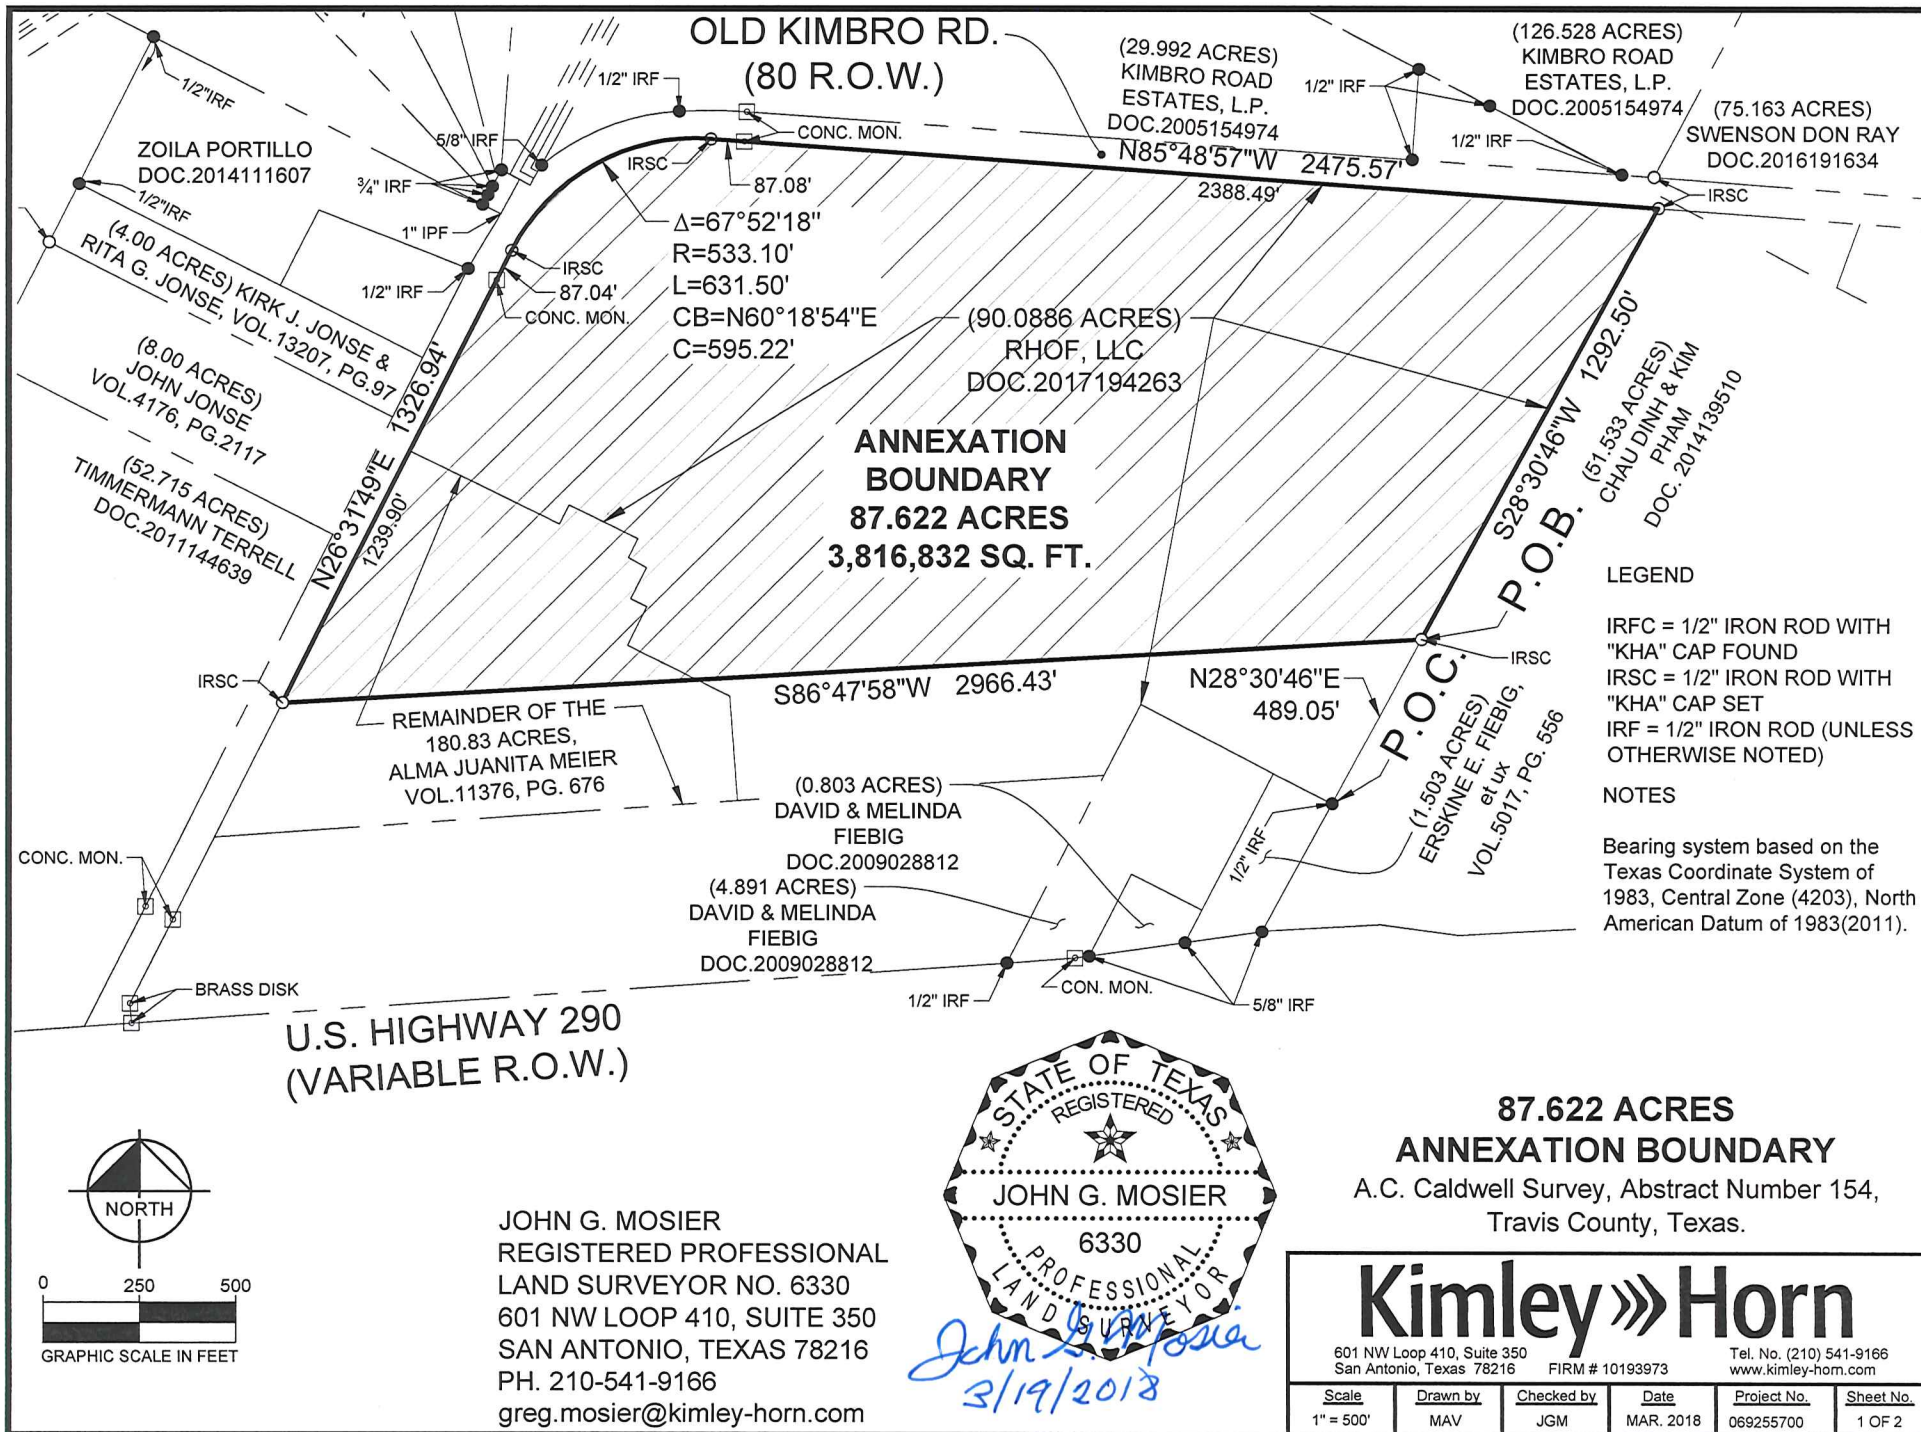 OLD KIMBRO RD.
(80 R.O.W.)
1/2" IRF
(29.992 ACRES)
KIMBRO ROAD
ESTATES, L.P.
DOC.2005154974
1/2" IRF
(126.528 ACRES)
KIMBRO ROAD
ESTATES, L.P.
DOC.2005154974
1/2" IRF
(75.163 ACRES)
SWENSON DON RAY
DOC.2016191634
IRSC
1/2"IRF
ZOILA PORTILLO
DOC.2014111607
1/2"IRF
5/8" IRF
¾" IRF
1" IPF
1/2" IRF
IRSC
CONC. MON.
87.08'
N85°48'57"W 2475.57'
2388.49'
Δ=67°52'18"
R=533.10'
L=631.50'
CB=N60°18'54"E
C=595.22'
IRSC
87.04'
CONC. MON.
(4.00 ACRES) KIRK J. JONSE &
RITA G. JONSE, VOL.13207, PG.97
(8.00 ACRES)
JOHN JONSE
VOL.4176, PG.2117
(52.715 ACRES)
TIMMERMANN TERRELL
DOC.2011144639
N26°31'49"E 1326.94'
1239.90'
(90.0886 ACRES)
RHOF, LLC
DOC.2017194263
ANNEXATION
BOUNDARY
87.622 ACRES
3,816,832 SQ. FT.
S28°30'46"W 1292.50'
(51.533 ACRES)
CHAU DINH & KIM
PHAM
DOC. 2014139510
P.O.B.
IRSC
S86°47'58"W 2966.43'
IRSC
N28°30'46"E
489.05'
P.O.C.
REMAINDER OF THE
180.83 ACRES,
ALMA JUANITA MEIER
VOL.11376, PG. 676
(0.803 ACRES)
DAVID & MELINDA
FIEBIG
DOC.2009028812
(4.891 ACRES)
DAVID & MELINDA
FIEBIG
DOC.2009028812
1/2" IRF
(1.503 ACRES)
ERSKINE E. FIEBIG,
et ux
VOL.5017, PG. 556
CONC. MON.
BRASS DISK
1/2" IRF
CON. MON.
5/8" IRF
U.S. HIGHWAY 290
(VARIABLE R.O.W.)
LEGEND
IRFC = 1/2" IRON ROD WITH
"KHA" CAP FOUND
IRSC = 1/2" IRON ROD WITH
"KHA" CAP SET
IRF = 1/2" IRON ROD (UNLESS
OTHERWISE NOTED)
NOTES
Bearing system based on the
Texas Coordinate System of
1983, Central Zone (4203), North
American Datum of 1983(2011).
NORTH
0 250 500
GRAPHIC SCALE IN FEET
JOHN G. MOSIER
REGISTERED PROFESSIONAL
LAND SURVEYOR NO. 6330
601 NW LOOP 410, SUITE 350
SAN ANTONIO, TEXAS 78216
PH. 210-541-9166
greg.mosier@kimley-horn.com
STATE OF TEXAS
REGISTERED
JOHN G. MOSIER
6330
PROFESSIONAL
LAND SURVEYOR
John G. Mosier
3/19/2018
87.622 ACRES
ANNEXATION BOUNDARY
A.C. Caldwell Survey, Abstract Number 154,
Travis County, Texas.
Kimley»Horn
601 NW Loop 410, Suite 350
San Antonio, Texas 78216 FIRM # 10193973
Tel. No. (210) 541-9166
www.kimley-horn.com
Scale Drawn by Checked by Date Project No. Sheet No.
1" = 500' MAV JGM MAR. 2018 069255700 1 OF 2